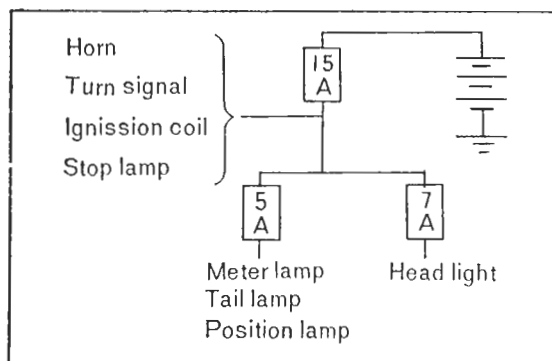 Horn
Turn signal
Ignission coil
Stop lamp
15
A
5
A
7
A
Meter lamp
Tail lamp
Position lamp
Head light